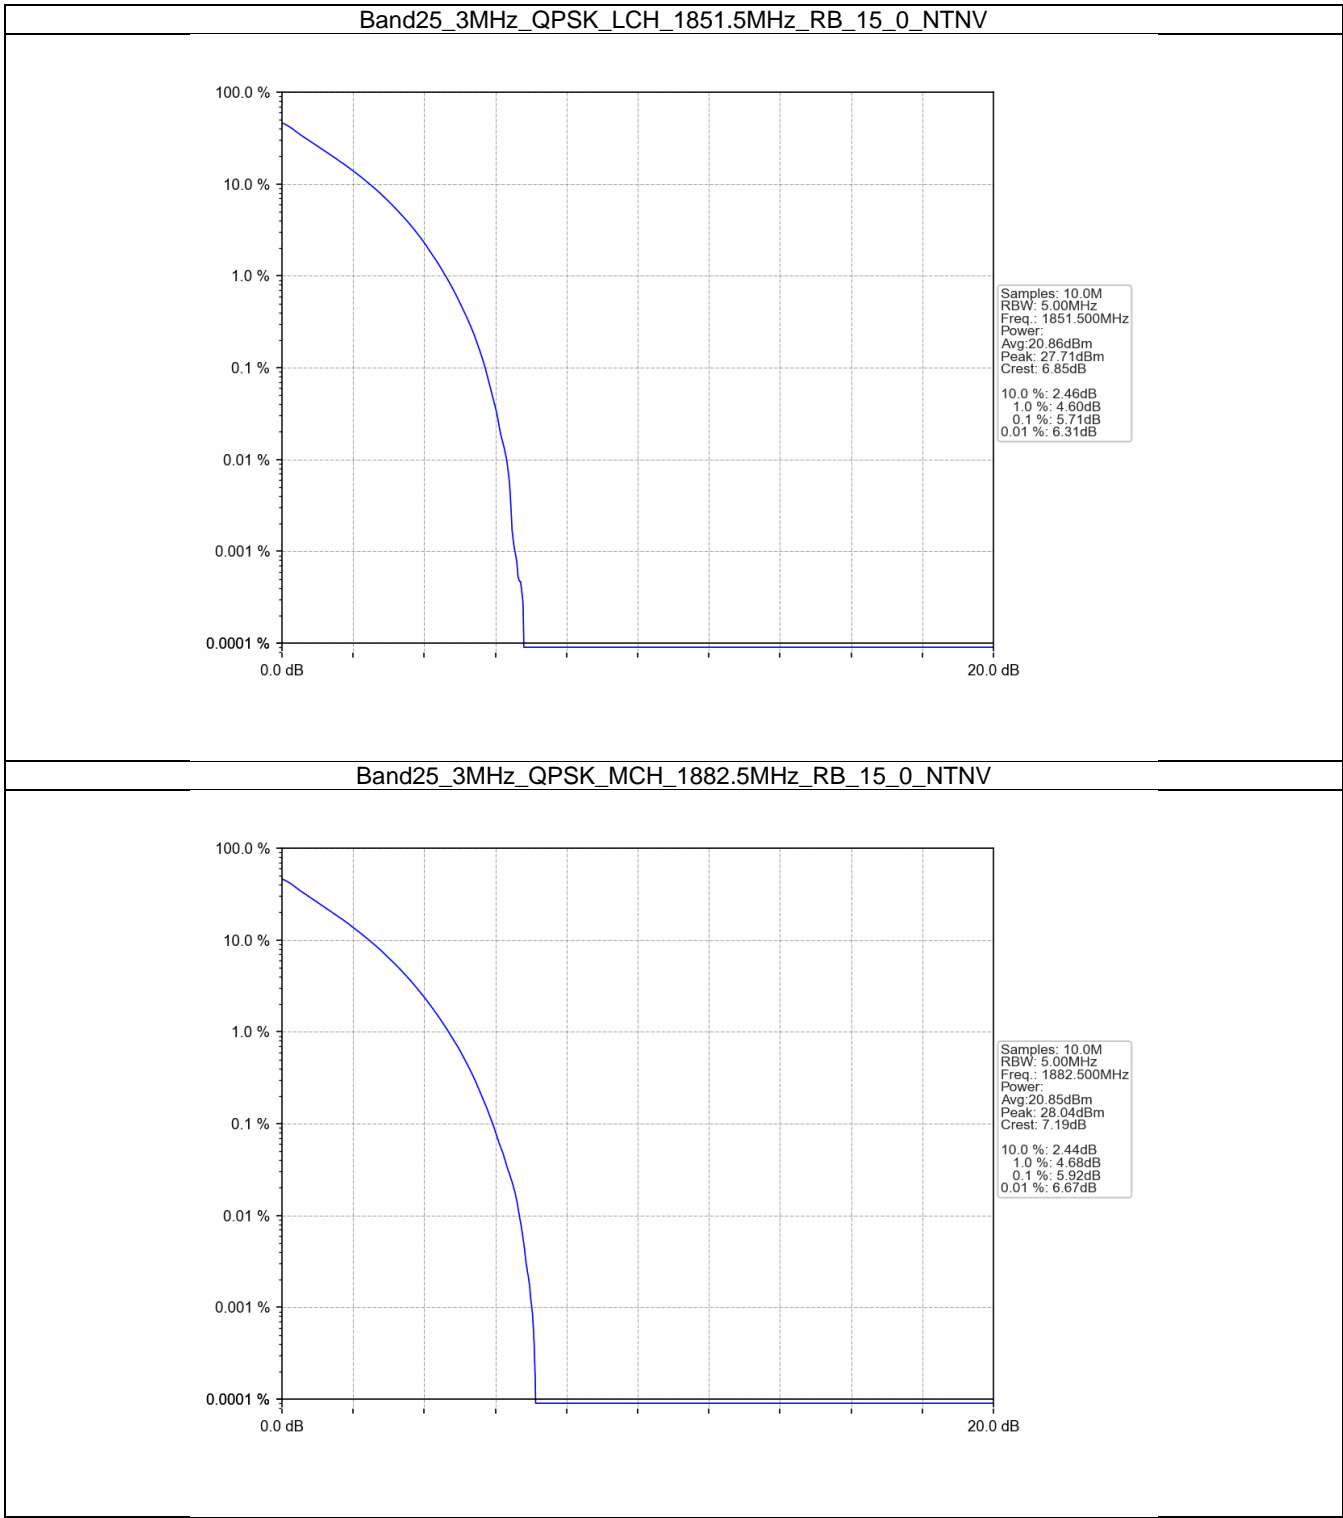 Band25_3MHz_QPSK_LCH_1851.5MHz_RB_15_0_NTNV
100.0 %
10.0 %
1.0 %
0.1 %
0.01 %
0.001 %
0.0001 %
0.0 dB
20.0 dB
Samples: 10.0M
RBW: 5.00MHz
Freq.: 1851.500MHz
Power:
Avg:20.86dBm
Peak: 27.71dBm
Crest: 6.85dB
10.0 %: 2.46dB
1.0 %: 4.60dB
0.1 %: 5.71dB
0.01 %: 6.31dB
Band25_3MHz_QPSK_MCH_1882.5MHz_RB_15_0_NTNV
100.0 %
10.0 %
1.0 %
0.1 %
0.01 %
0.001 %
0.0001 %
0.0 dB
20.0 dB
Samples: 10.0M
RBW: 5.00MHz
Freq.: 1882.500MHz
Power:
Avg:20.85dBm
Peak: 28.04dBm
Crest: 7.19dB
10.0 %: 2.44dB
1.0 %: 4.68dB
0.1 %: 5.92dB
0.01 %: 6.67dB